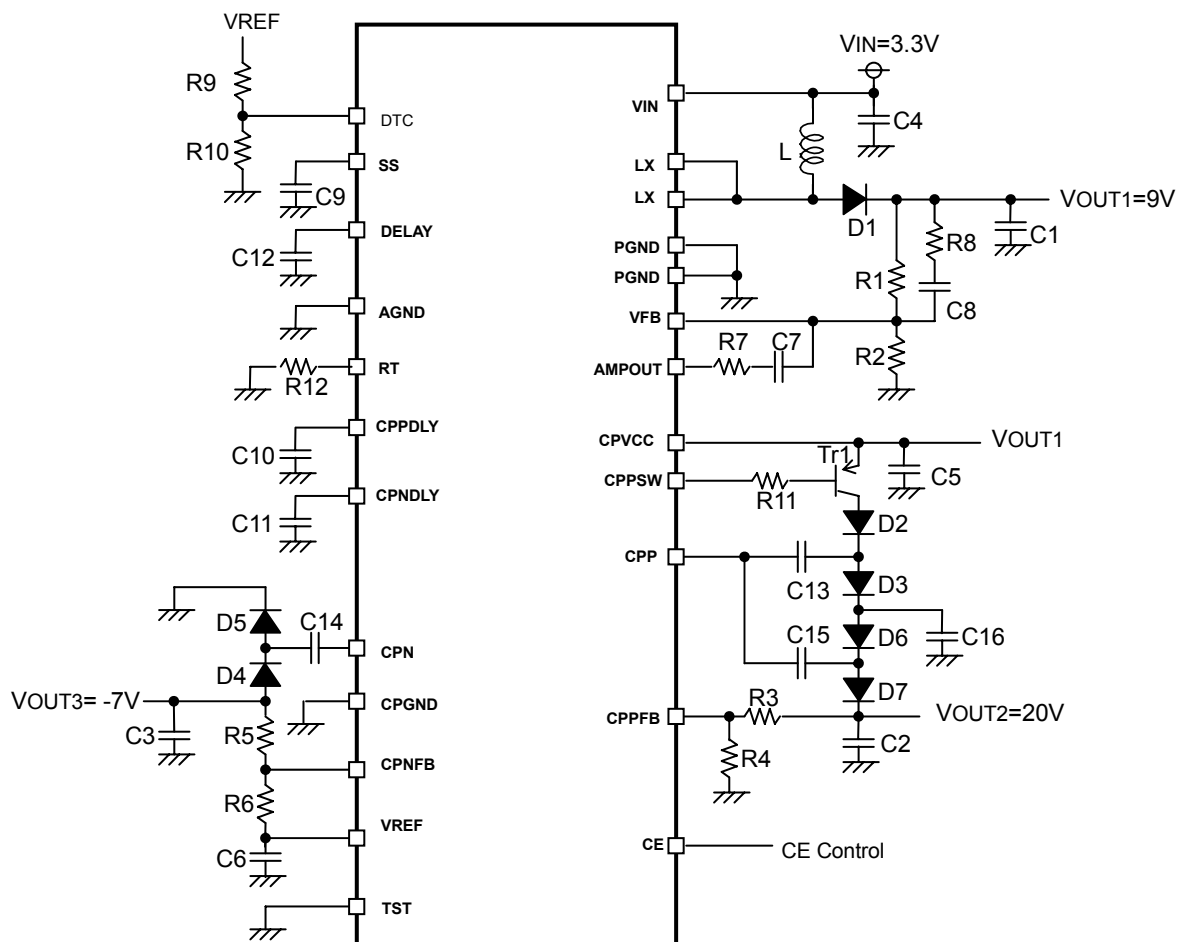 VREF
R9
R10
DTC
SS
C9
DELAY
C12
AGND
RT
R12
CPPDLY
C10
CPNDLY
C11
D5
C14
CPN
D4
VOUT3= -7V
C3
CPGND
R5
CPNFB
R6
VREF
C6
TST
VIN=3.3V
VIN
C4
L
LX
LX
D1
VOUT1=9V
C1
R8
PGND
PGND
R1
C8
VFB
R7
C7
R2
AMPOUT
CPVCC
VOUT1
Tr1
C5
CPPSW
R11
D2
CPP
C13
D3
C15
D6
C16
D7
R3
CPPFB
VOUT2=20V
R4
C2
CE
CE Control